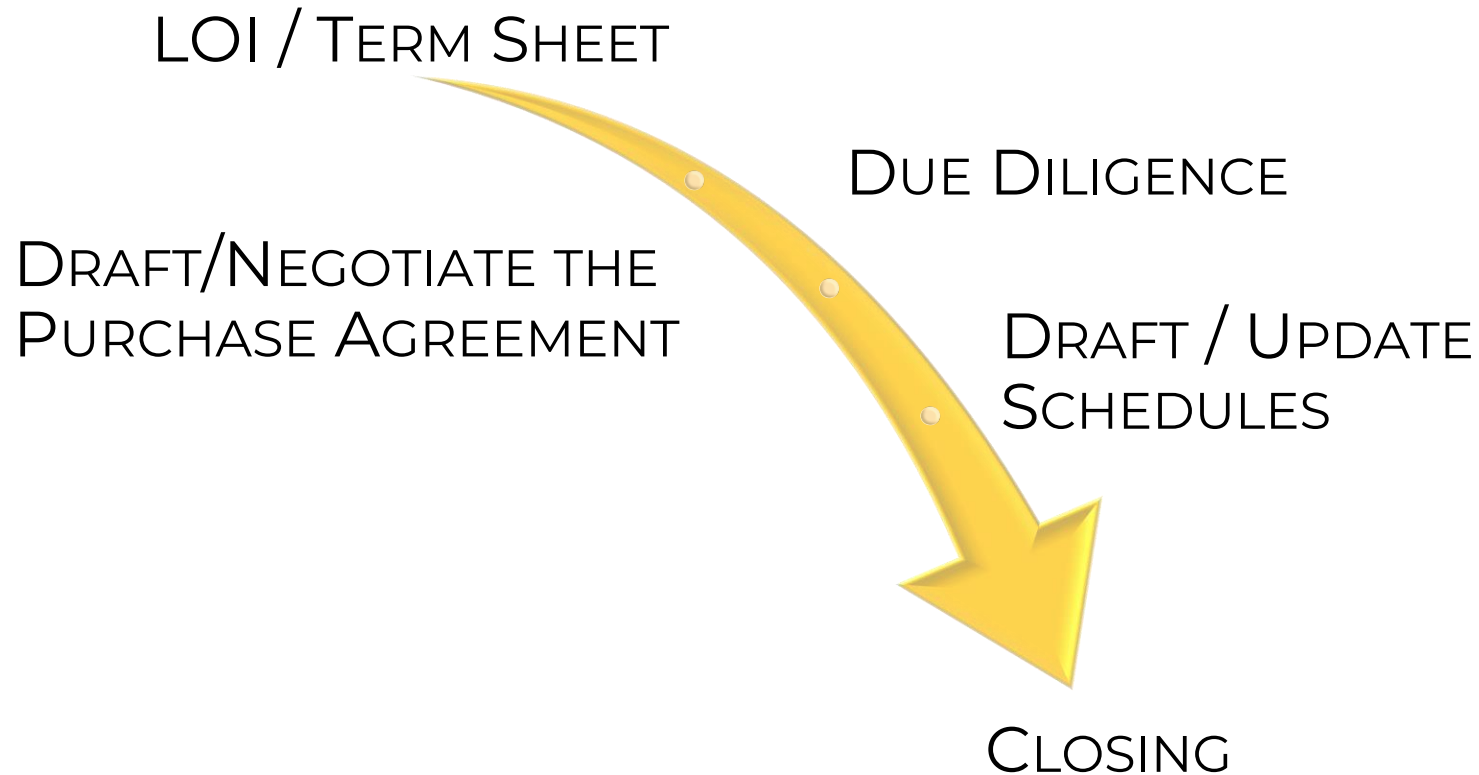 LOI / TERM SHEET
DUE DILIGENCE
DRAFT/NEGOTIATE THE
PURCHASE AGREEMENT
DRAFT / UPDATE
SCHEDULES
CLOSING